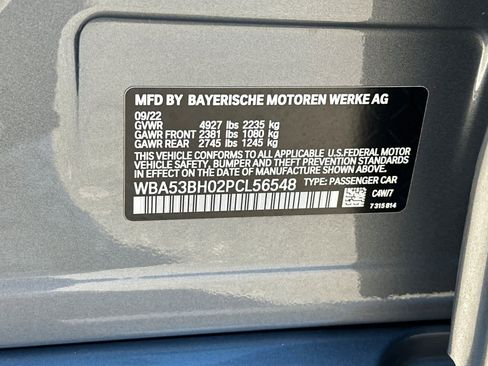 MFD BY BAYERISCHE MOTOREN WERKE AG
09/22
GVWR 4927 lbs 2235 kg
GAWR FRONT 2381 lbs 1080 kg
GAWR REAR 2745 lbs 1245 kg
THIS VEHICLE CONFORMS TO ALL APPLICABLE U.S.FEDERAL MOTOR
VEHICLE SAFETY, BUMPER, AND THEFT PREVENTION STANDARDS
IN EFFECT ON THE DATE OF MANUFACTURE SHOWN ABOVE.
WBA53BH02PCL56548 TYPE: PASSENGER CAR
C4W/7
7 315 814